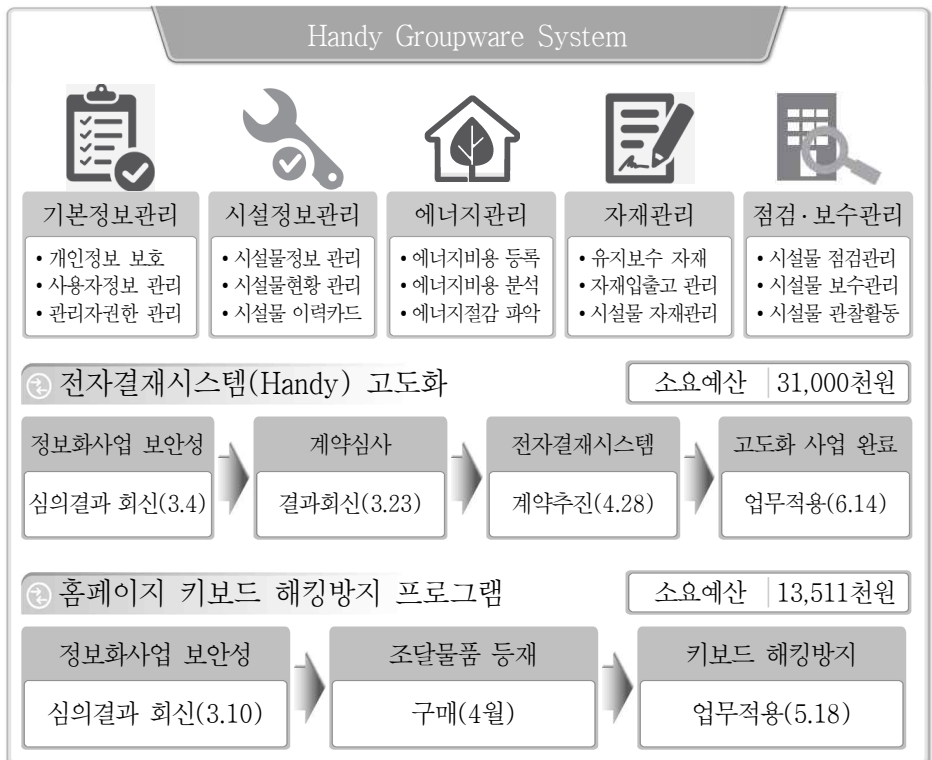 Handy Groupware System
기본정보관리
• 개인정보 보호
• 사용자정보 관리
• 관리자권한 관리
시설정보관리
• 시설물정보 관리
• 시설물현황 관리
• 시설물 이력카드
에너지관리
• 에너지비용 등록
• 에너지비용 분석
• 에너지절감 파악
자재관리
• 유지보수 자재
• 자재입출고 관리
• 시설물 자재관리
점검·보수관리
• 시설물 점검관리
• 시설물 보수관리
• 시설물 관찰활동
전자결재시스템(Handy) 고도화
소요예산 31,000천원
정보화사업 보안성
심의결과 회신(3.4)
계약심사
결과회신(3.23)
전자결재시스템
계약추진(4.28)
고도화 사업 완료
업무적용(6.14)
홈페이지 키보드 해킹방지 프로그램
소요예산 13,511천원
정보화사업 보안성
심의결과 회신(3.10)
조달물품 등재
구매(4월)
키보드 해킹방지
업무적용(5.18)